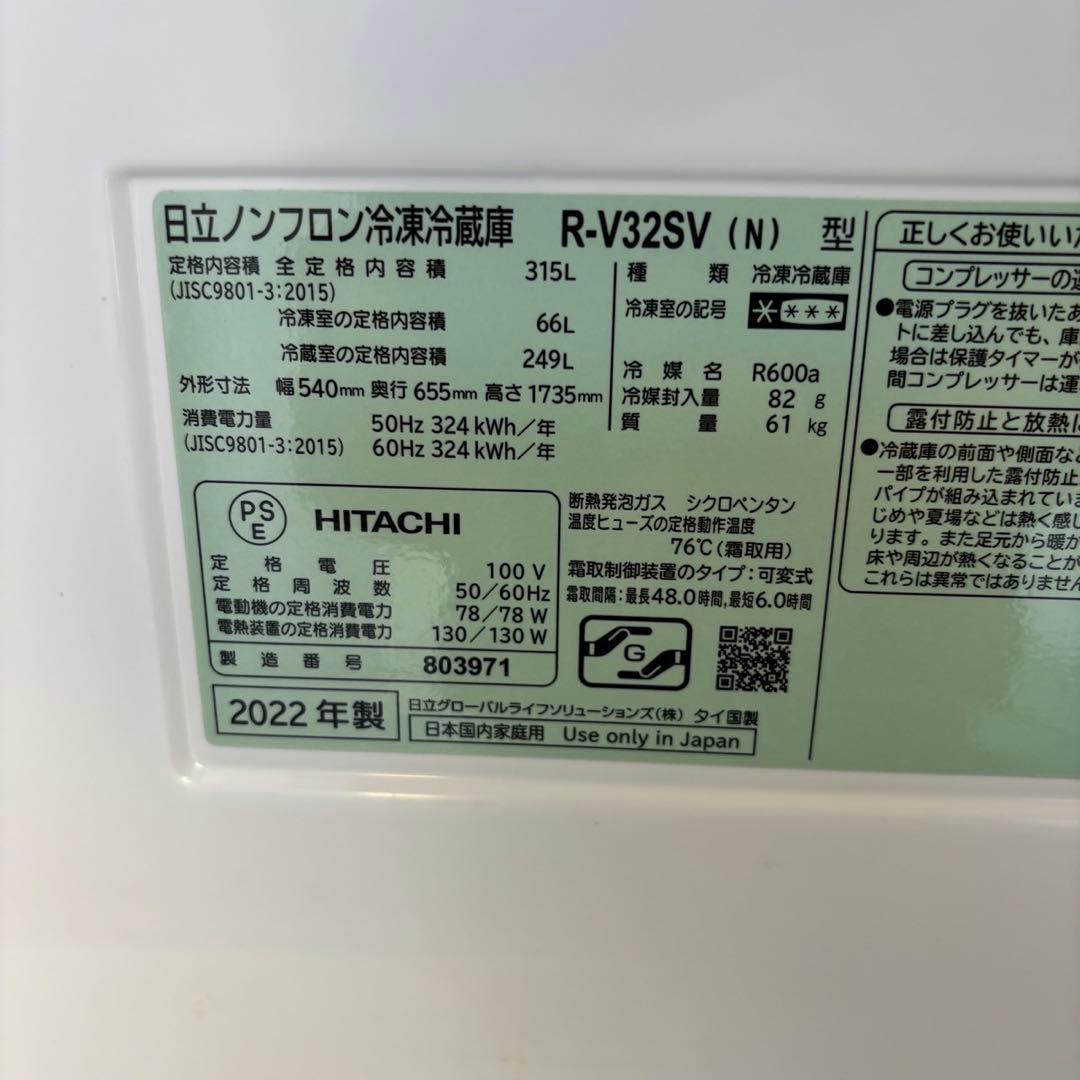 日立ノンフロン冷凍冷蔵庫 R-V32SV (N) 型
定格内容積 全定格内容積 315L
(JISC9801-3:2015)
冷凍室の定格内容積 66L
冷蔵室の定格内容積 249L
外形寸法 幅540mm 奥行655mm 高さ1735mm
消費電力量 50Hz 324kWh/年
(JISC9801-3:2015) 60Hz 324kWh/年
種類 冷凍冷蔵庫
冷凍室の記号 ****
冷媒名 R600a
冷媒封入量 82 g
質量 61 kg
PSE HITACHI
定格電圧 100 V
定格周波数 50/60Hz
電動機の定格消費電力 78/78 W
電熱装置の定格消費電力 130/130 W
製造番号 803971
断熱発泡ガス シクロペンタン
温度ヒューズの定格動作温度
76℃(霜取用)
霜取制御装置のタイプ:可変式
霜取間隔:最長48.0時間,最短6.0時間
G
2022年製
日立グローバルライフソリューションズ(株) タイ国製
日本国内家庭用 Use only in Japan
正しくお使いいた
コンプレッサーの
●電源プラグを抜いたあ
トに差し込んでも、庫
場合は保護タイマーが
間コンプレッサーは運
露付防止と放熱に
●冷蔵庫の前面や側面など
一部を利用した露付防止
パイプが組み込まれていま
じめや夏場などは熱く感じ
ります。また足元から暖か
床や周辺が熱くなることが
これらは異常ではありません